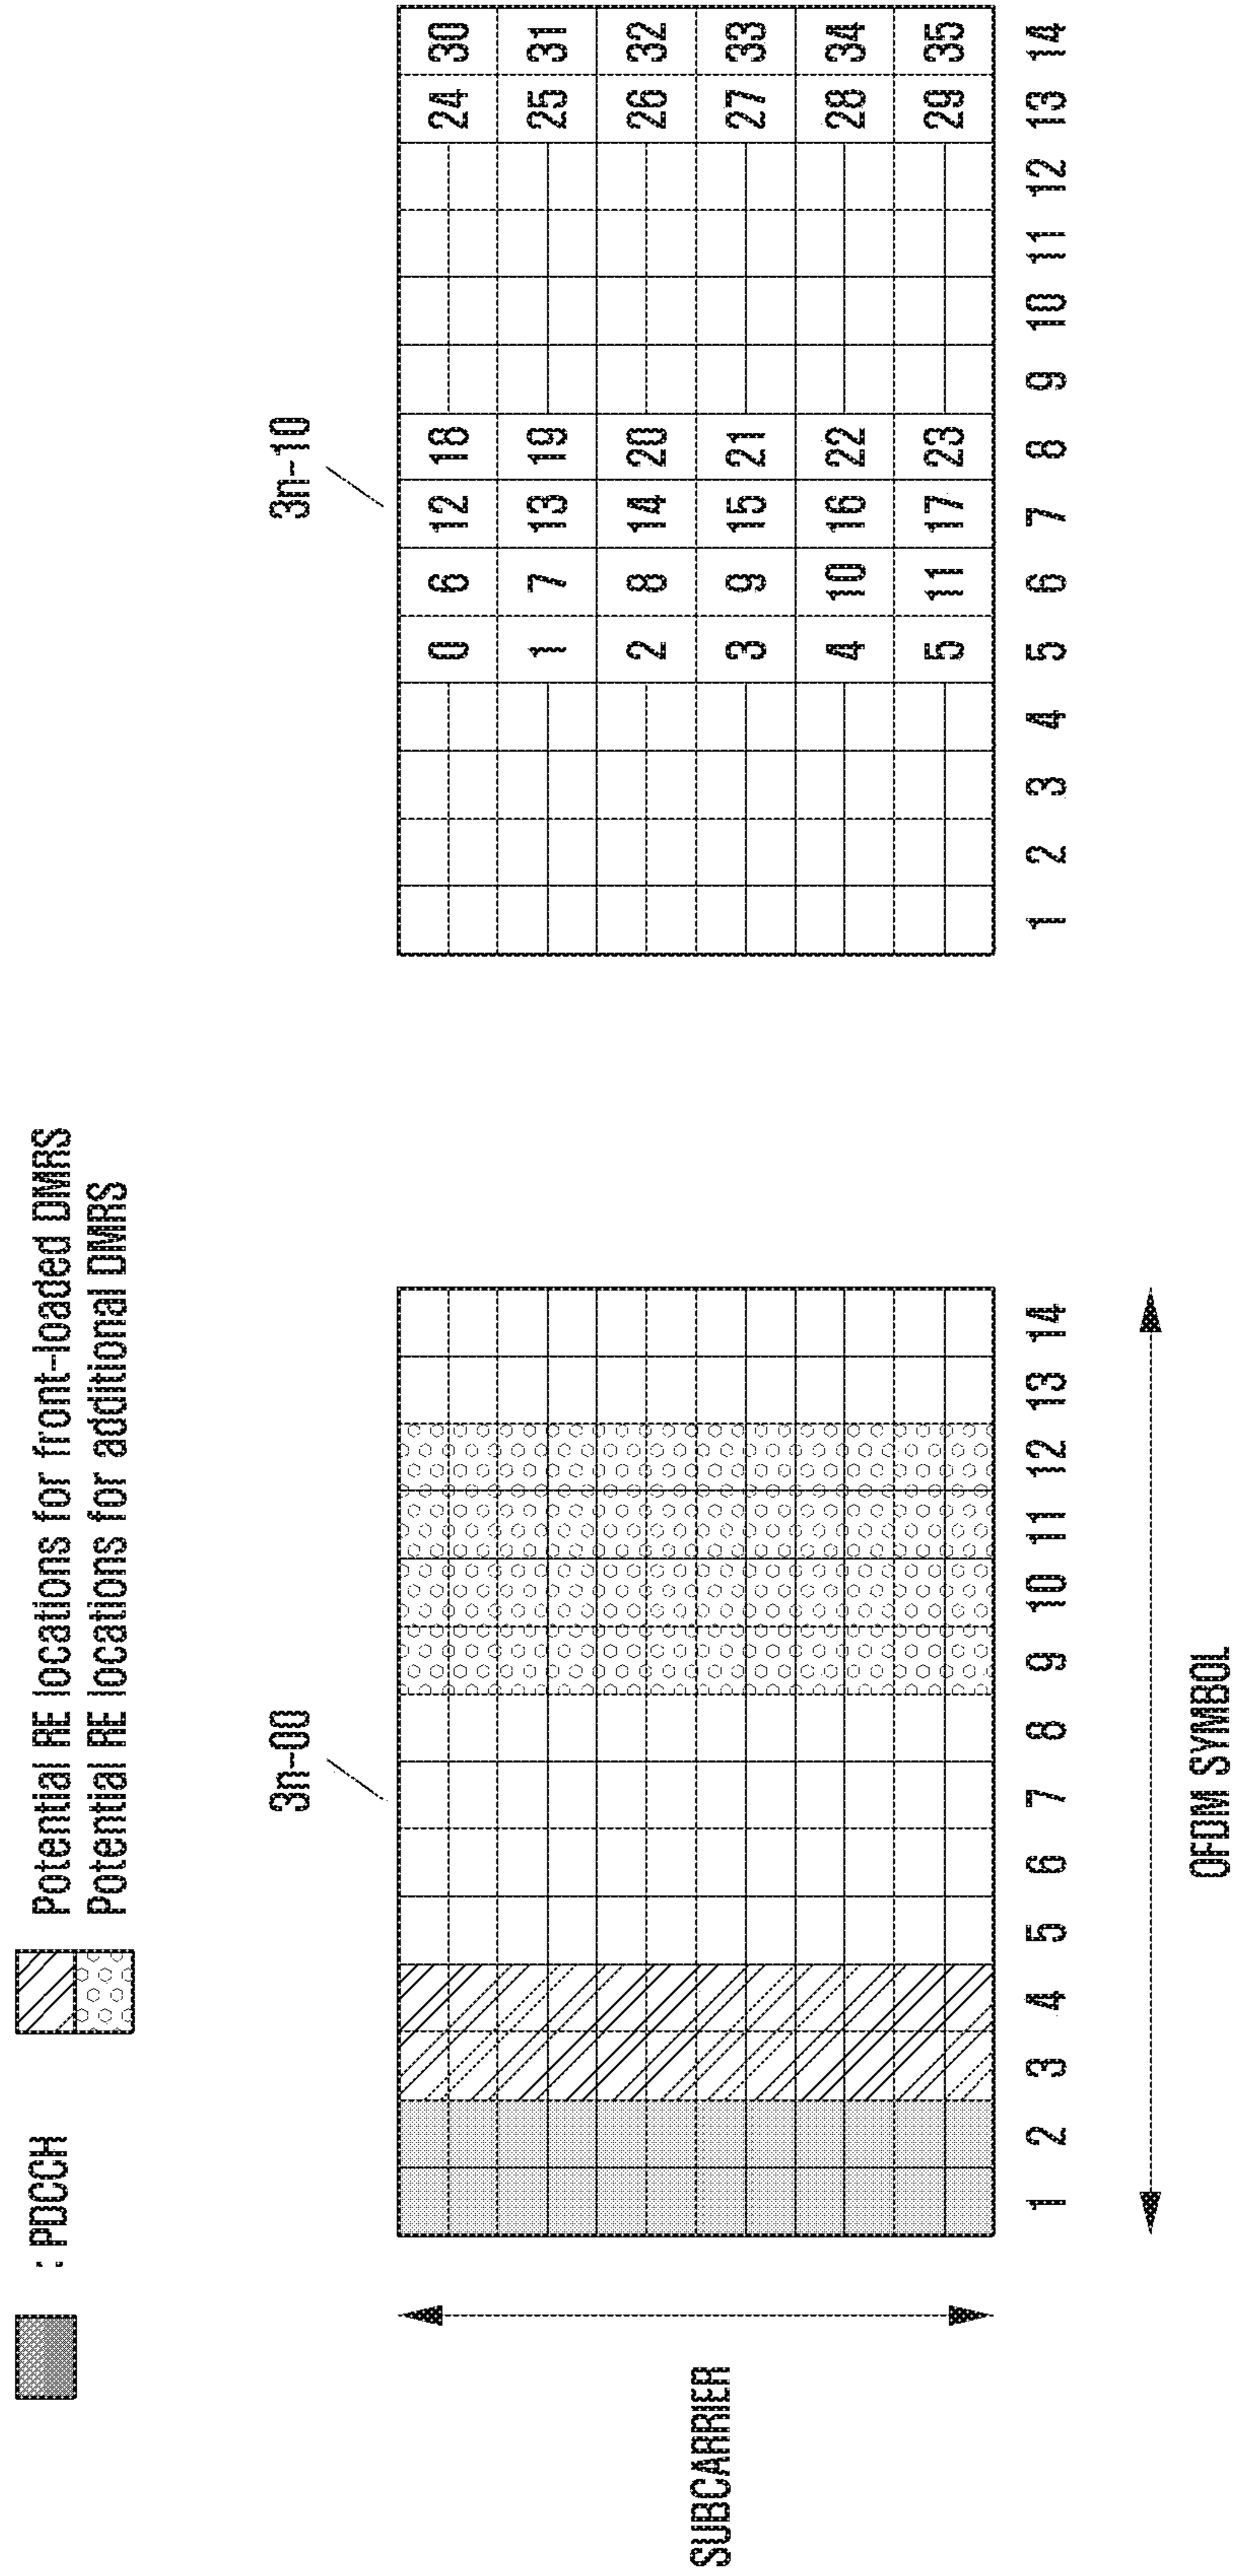 : PDCCH
Potential RE locations for front-loaded DMRS
Potential RE locations for additional DMRS
3n-00
SUBCARRIER
1 2 3 4 5 6 7 8 9 10 11 12 13 14
OFDM SYMBOL
3n-10
0 6 12 18 24 30
1 7 13 19 25 31
2 8 14 20 26 32
3 9 15 21 27 33
4 10 16 22 28 34
5 11 17 23 29 35
1 2 3 4 5 6 7 8 9 10 11 12 13 14